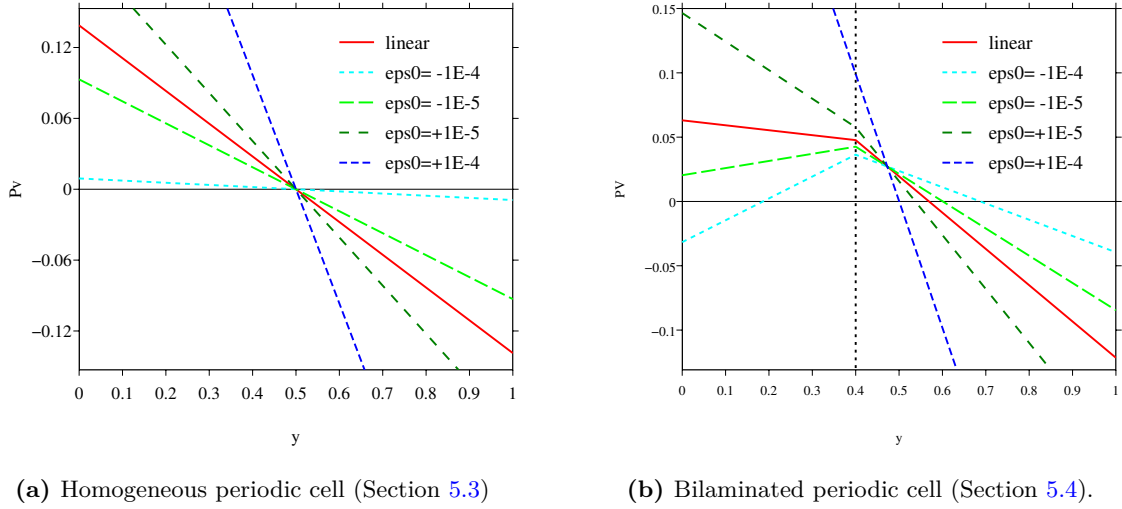 0.12
0.06
0
−0.06
−0.12
Pv
linear
eps0= -1E-4
eps0= -1E-5
eps0=+1E-5
eps0=+1E-4
0 0.1 0.2 0.3 0.4 0.5 0.6 0.7 0.8 0.9 1
y
(a) Homogeneous periodic cell (Section 5.3)
0.15
0.1
0.05
0
-0.05
-0.1
Pv
linear
eps0= -1E-4
eps0= -1E-5
eps0=+1E-5
eps0=+1E-4
0 0.1 0.2 0.3 0.4 0.5 0.6 0.7 0.8 0.9 1
y
(b) Bilaminated periodic cell (Section 5.4).